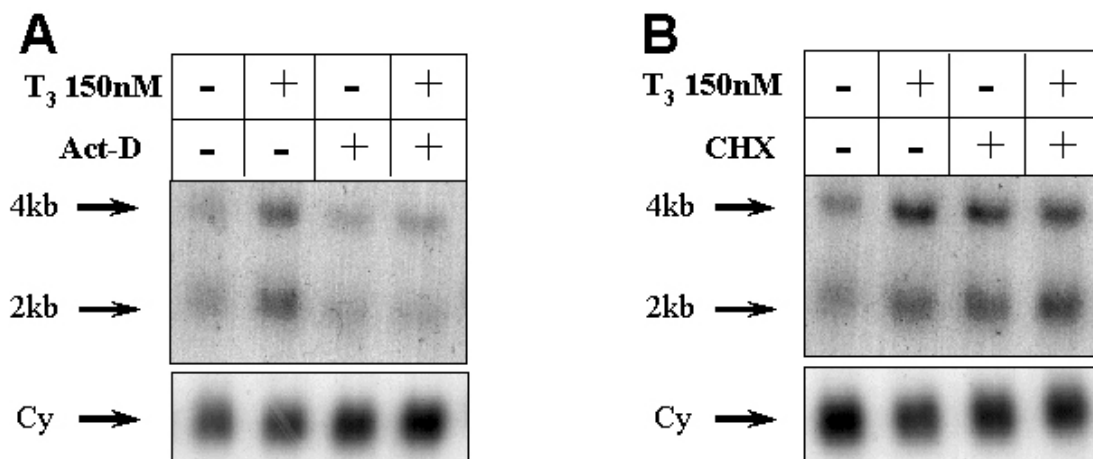 A
T3 150nM - + - +
Act-D - - + +
4kb
2kb
Cy
B
T3 150nM - + - +
CHX - - + +
4kb
2kb
Cy